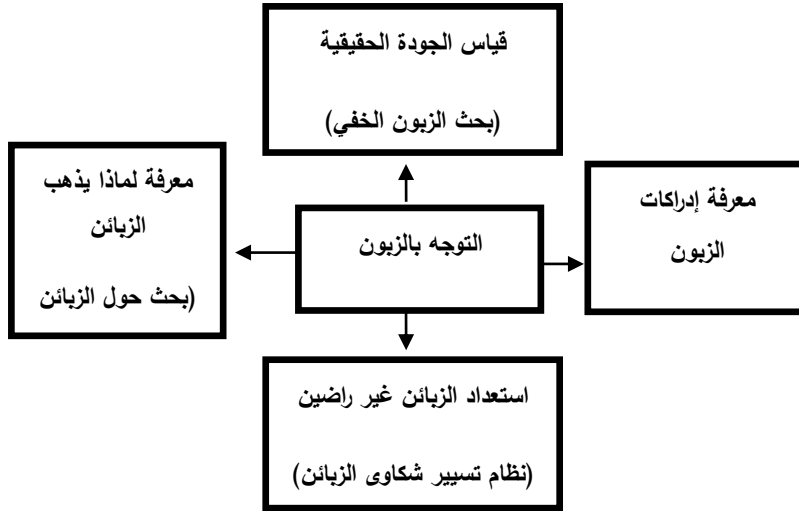 قياس الجودة الحقيقية
(بحث الزبون الخفي)
معرفة إدراكات
الزبون
التوجه بالزبون
معرفة لماذا يذهب
الزبائن
(بحث حول الزبائن
استعداد الزبائن غير راضين
(نظام تسيير شكاوى الزبائن)